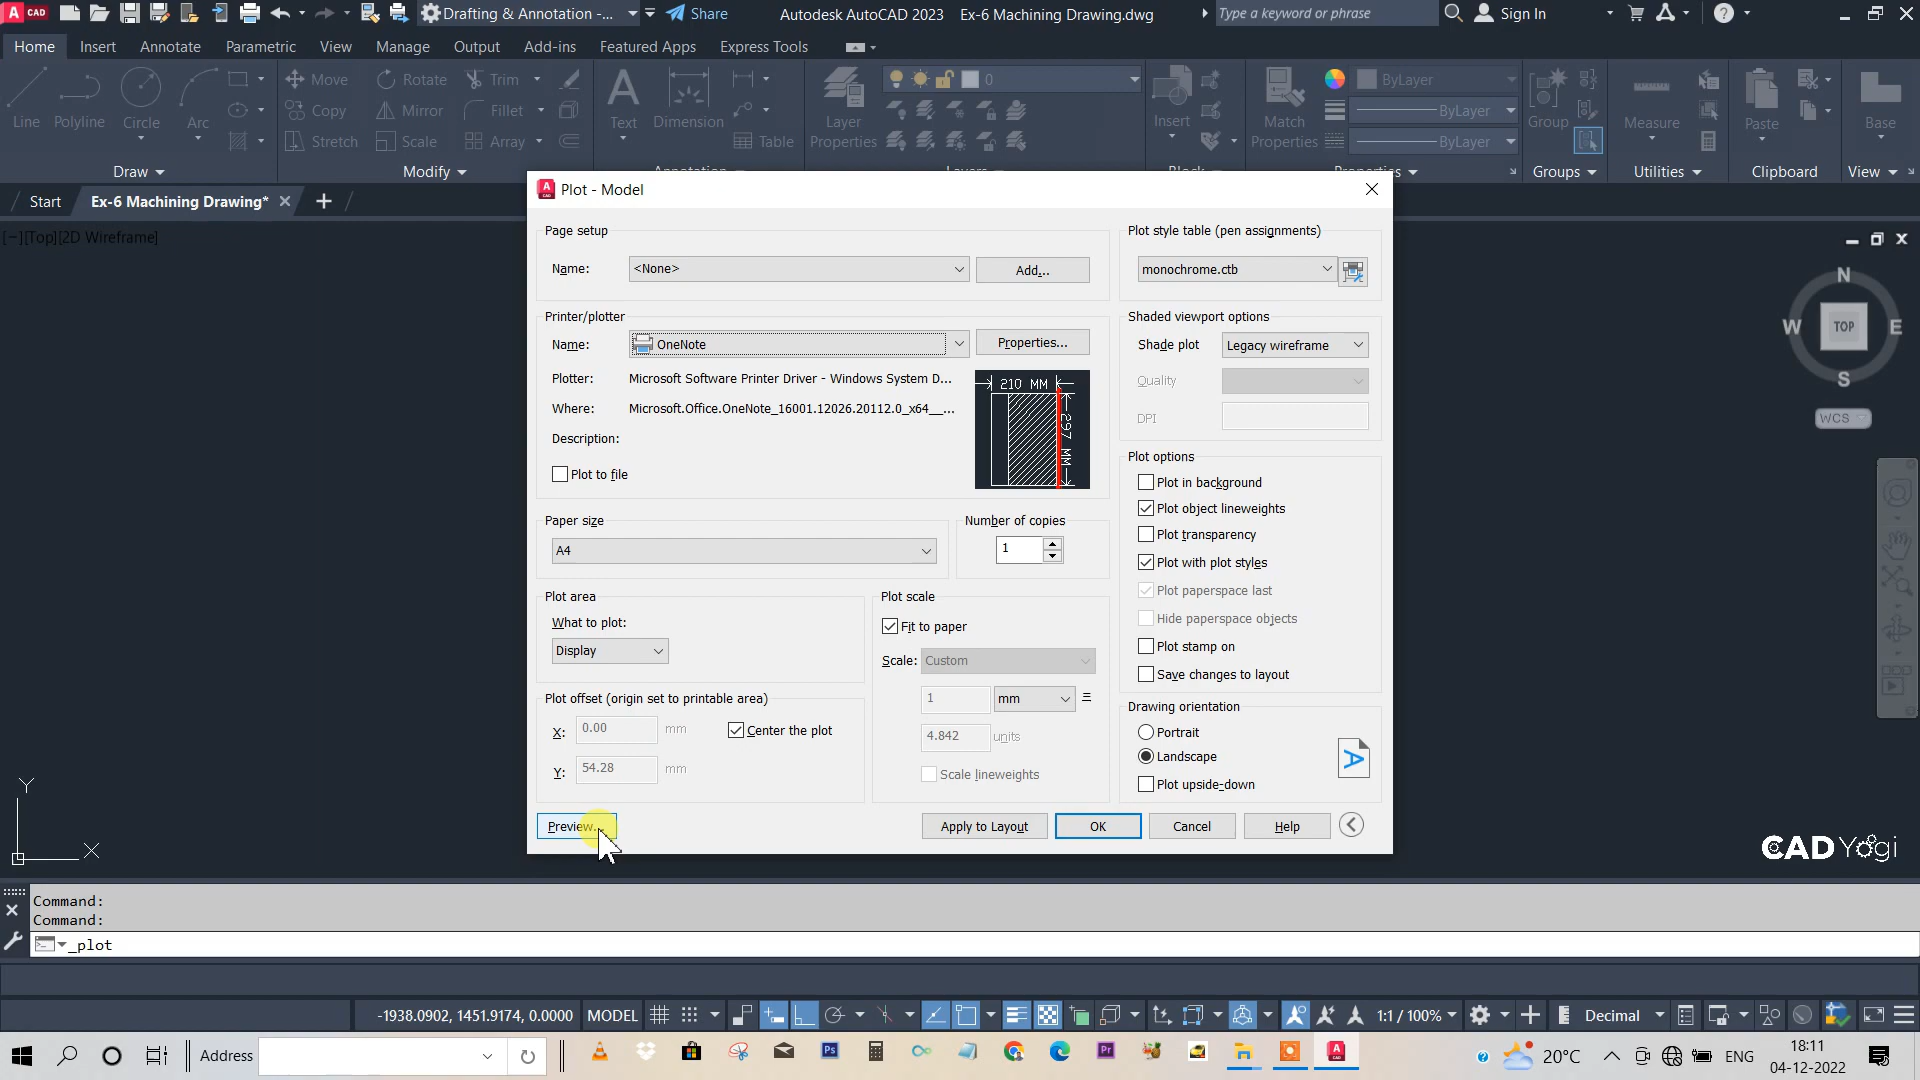 CAD
Drafting & Annotation -...
Share
Autodesk AutoCAD 2023 Ex-6 Machining Drawing.dwg
Type a keyword or phrase
Sign In
Home Insert Annotate Parametric View Manage Output Add-ins Featured Apps Express Tools
Line Polyline Circle Arc
Move Rotate Trim
Copy Mirror Fillet
Stretch Scale Array
Text Dimension Table
Layer Properties
0
Insert
Match Properties
ByLayer
ByLayer
ByLayer
Group
Measure
Paste
Base
Draw Modify Properties Groups Utilities Clipboard View
Start Ex-6 Machining Drawing*
[−][Top][2D Wireframe]
N
W TOP E
S
WCS
Plot - Model
Page setup
Name: <None> Add...
Plot style table (pen assignments)
monochrome.ctb
Printer/plotter
Name: OneNote Properties...
Plotter: Microsoft Software Printer Driver - Windows System D...
Where: Microsoft.Office.OneNote_16001.12026.20112.0_x64__...
Description:
Plot to file
210 MM
297 MM
Shaded viewport options
Shade plot Legacy wireframe
Quality
DPI
Paper size
A4
Number of copies
1
Plot area
What to plot:
Display
Plot scale
Fit to paper
Scale: Custom
1 mm =
4.842 units
Scale lineweights
Plot offset (origin set to printable area)
X: 0.00 mm Center the plot
Y: 54.28 mm
Plot options
Plot in background
Plot object lineweights
Plot transparency
Plot with plot styles
Plot paperspace last
Hide paperspace objects
Plot stamp on
Save changes to layout
Drawing orientation
Portrait
Landscape
Plot upside-down
A
Preview... Apply to Layout OK Cancel Help
Y
X
CAD Yogi
Command:
Command:
_plot
-1938.0902, 1451.9174, 0.0000 MODEL 1:1 / 100% Decimal
Address
20°C ENG
18:11
04-12-2022